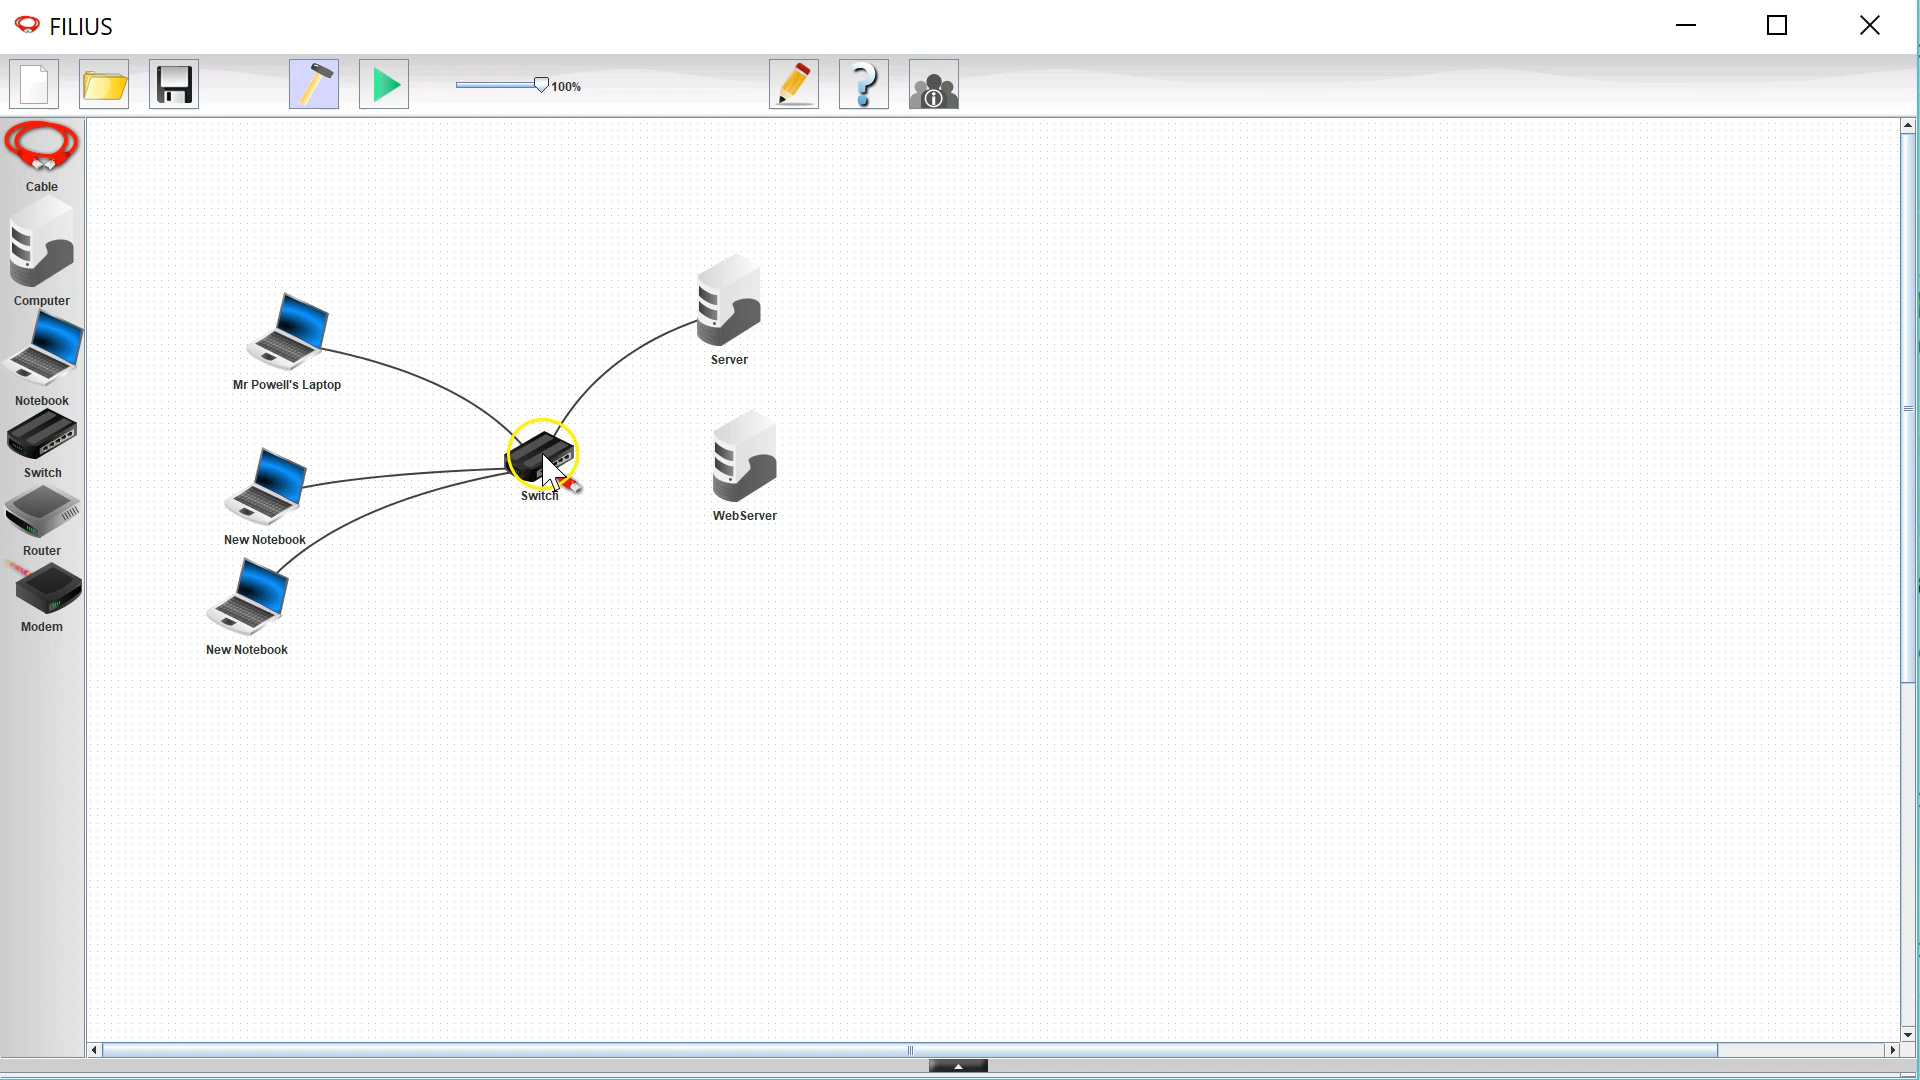 FILIUS
100%
Cable
Computer
Notebook
Switch
Router
Modem
Server
Mr Powell's Laptop
Switch
WebServer
New Notebook
New Notebook